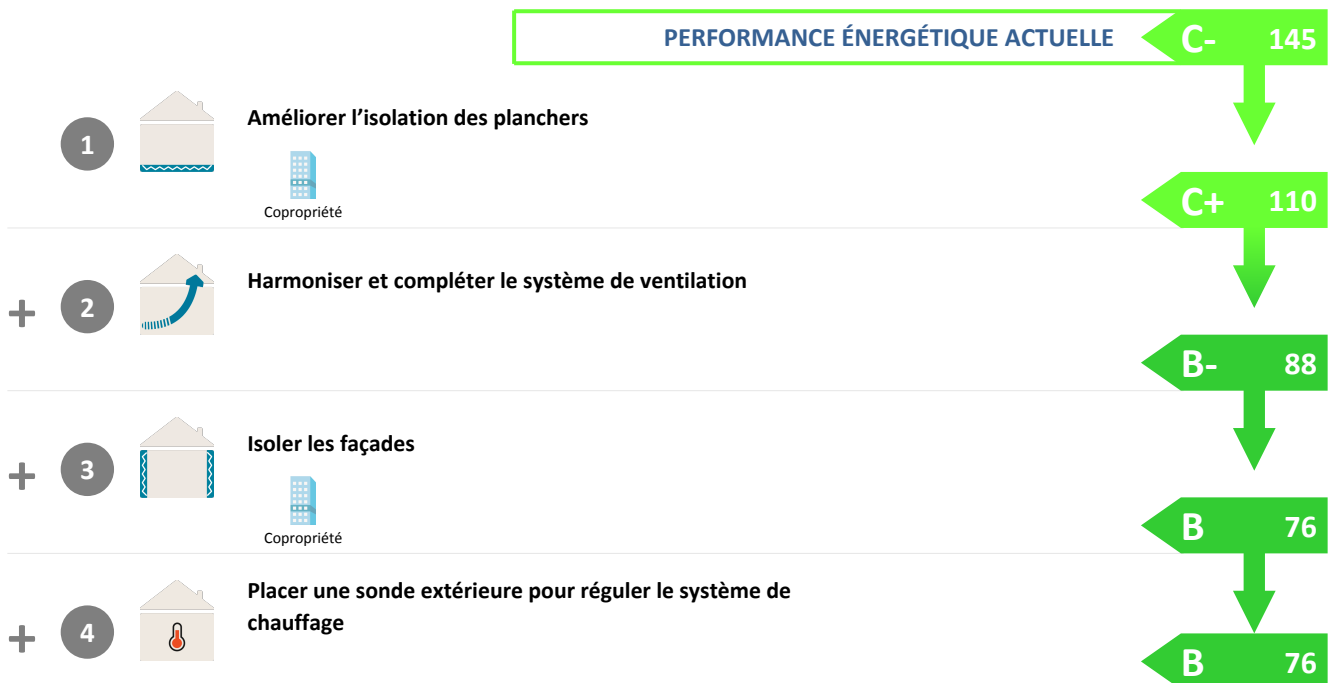 PERFORMANCE ÉNERGÉTIQUE ACTUELLE C- 145
1 Améliorer l’isolation des planchers
Copropriété
C+ 110
+ 2 Harmoniser et compléter le système de ventilation
B- 88
+ 3 Isoler les façades
Copropriété
B 76
+ 4 Placer une sonde extérieure pour réguler le système de
chauffage
B 76